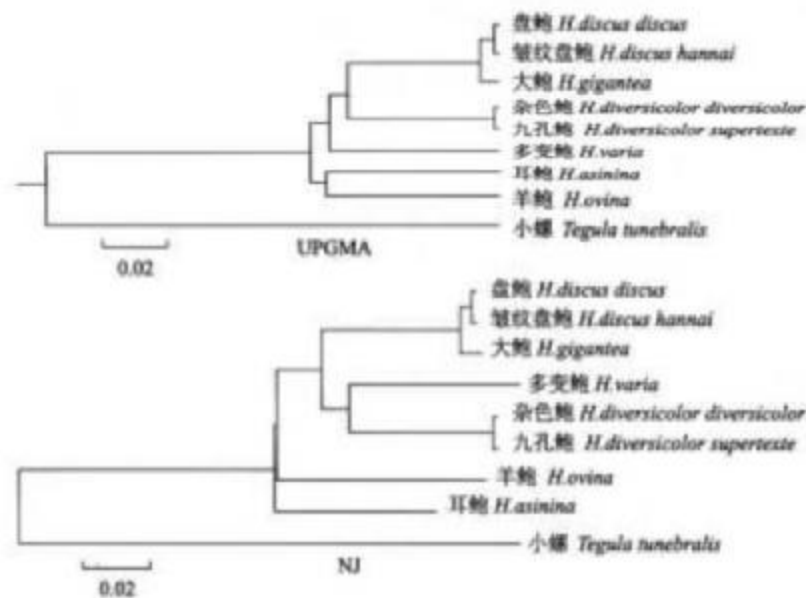 盘鲍 H.discus discus
皱纹盘鲍 H.discus hannai
大鲍 H.gigantea
杂色鲍 H.diversicolor diversicolor
九孔鲍 H.diversicolor supertexte
多变鲍 H.varia
耳鲍 H.asinina
羊鲍 H.ovina
小螺 Tegula tunebralis
0.02
UPGMA
盘鲍 H.discus discus
皱纹盘鲍 H.discus hannai
大鲍 H.gigantea
多变鲍 H.varia
杂色鲍 H.diversicolor diversicolor
九孔鲍 H.diversicolor supertexte
羊鲍 H.ovina
耳鲍 H.asinina
小螺 Tegula tunebralis
0.02
NJ